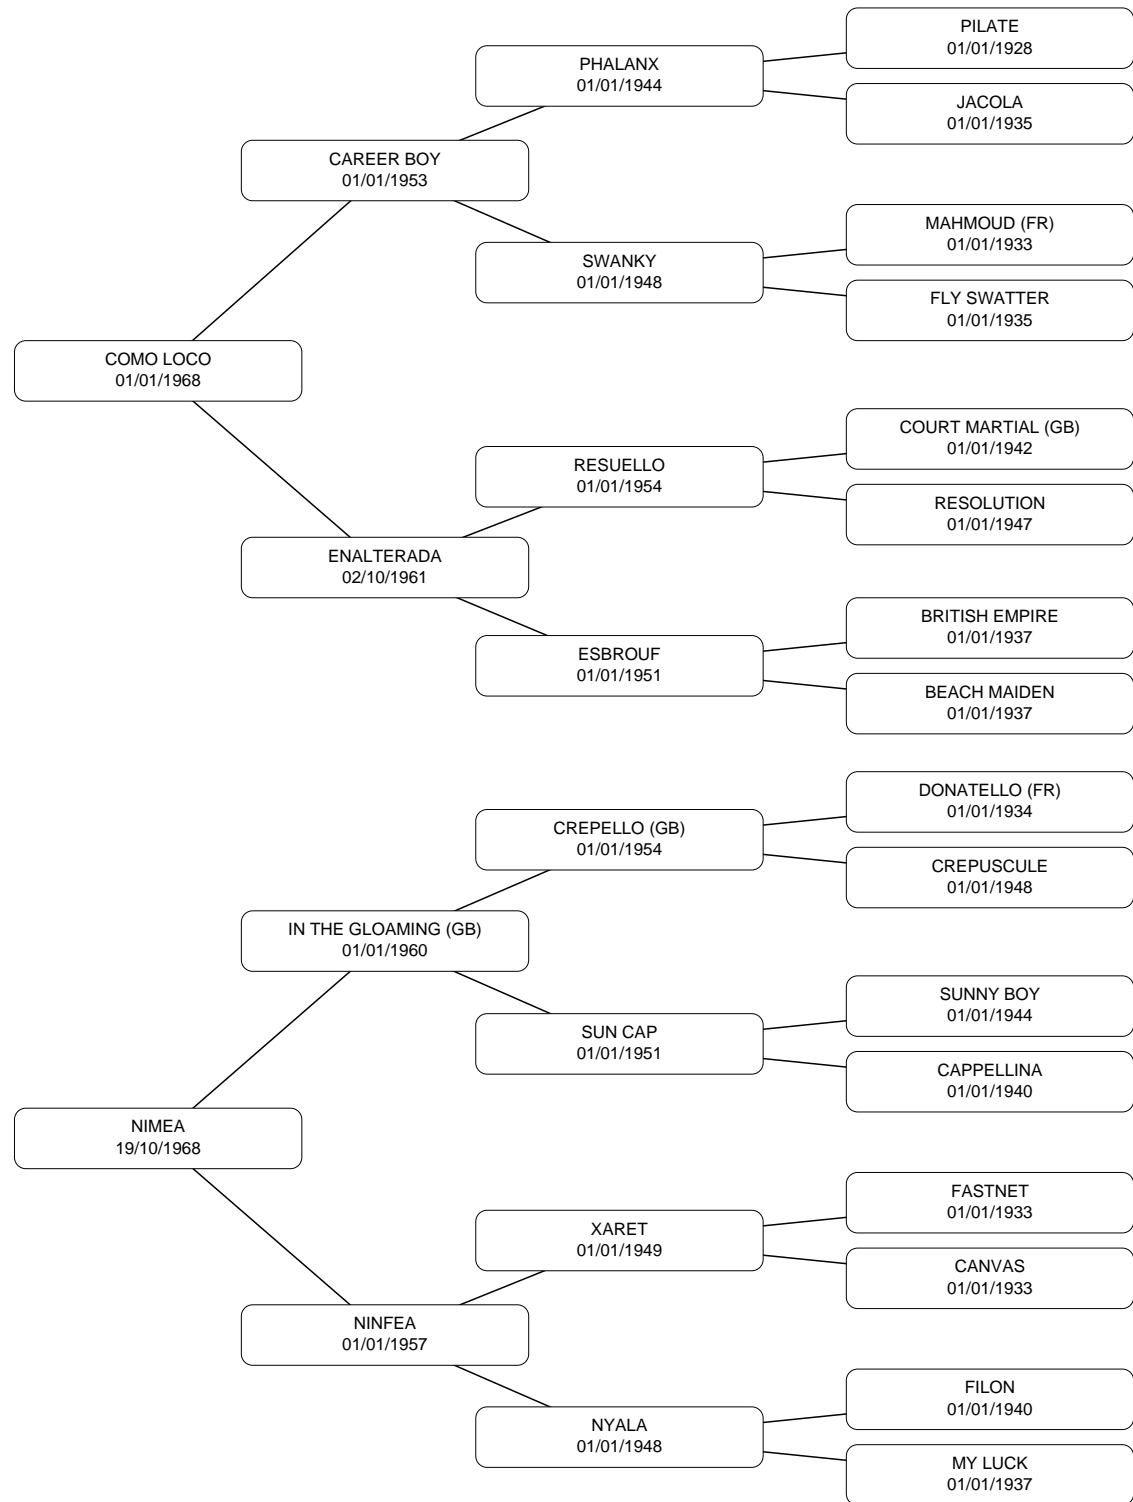 PILATE
01/01/1928
PHALANX
01/01/1944
JACOLA
01/01/1935
CAREER BOY
01/01/1953
MAHMOUD (FR)
01/01/1933
SWANKY
01/01/1948
FLY SWATTER
01/01/1935
COMO LOCO
01/01/1968
COURT MARTIAL (GB)
01/01/1942
RESUELLO
01/01/1954
RESOLUTION
01/01/1947
ENALTERADA
02/10/1961
BRITISH EMPIRE
01/01/1937
ESBROUF
01/01/1951
BEACH MAIDEN
01/01/1937
DONATELLO (FR)
01/01/1934
CREPELLO (GB)
01/01/1954
CREPUSCULE
01/01/1948
IN THE GLOAMING (GB)
01/01/1960
SUNNY BOY
01/01/1944
SUN CAP
01/01/1951
CAPPELLINA
01/01/1940
NIMEA
19/10/1968
FASTNET
01/01/1933
XARET
01/01/1949
CANVAS
01/01/1933
NINFEA
01/01/1957
FILON
01/01/1940
NYALA
01/01/1948
MY LUCK
01/01/1937